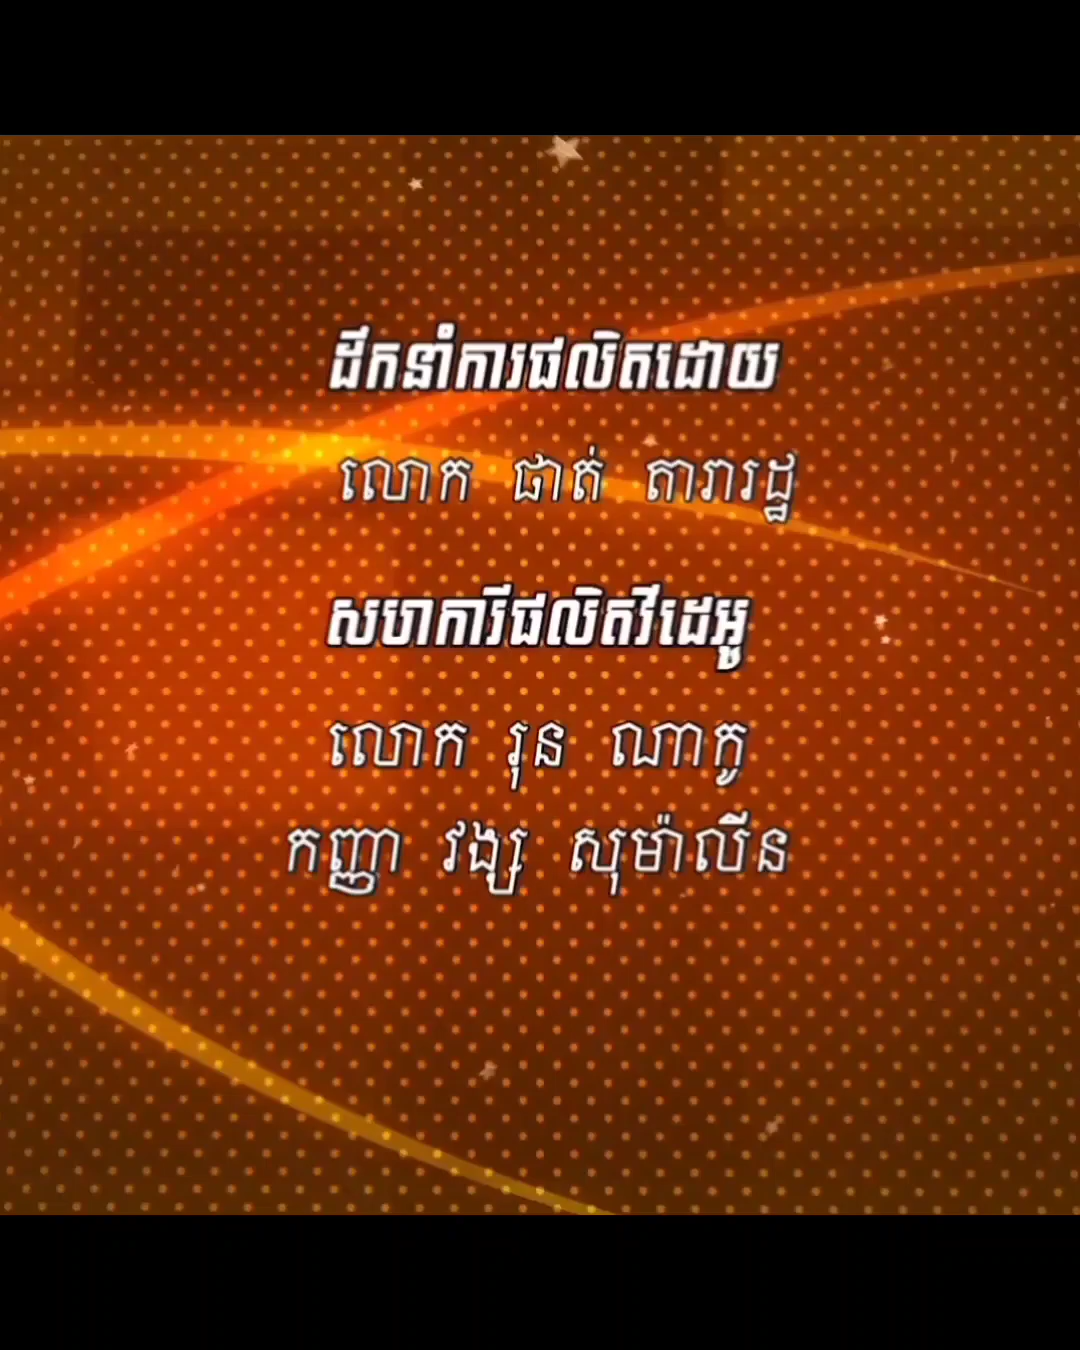 ដឹកនាំការផលិតដោយ
លោក ផាត់ តារារដ្ឋ
សហការីផលិតវីដេអូ
លោក រុន ណាកូ
កញ្ញា វង្ស សុម៉ាលីន